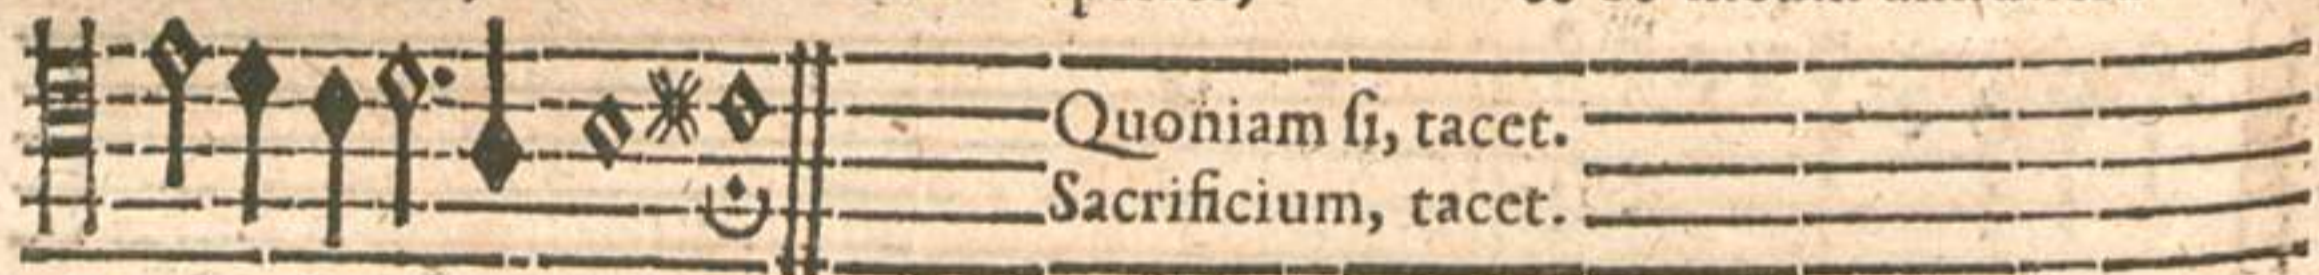 Quoniam ſi, tacet.
Sacrificium, tacet.